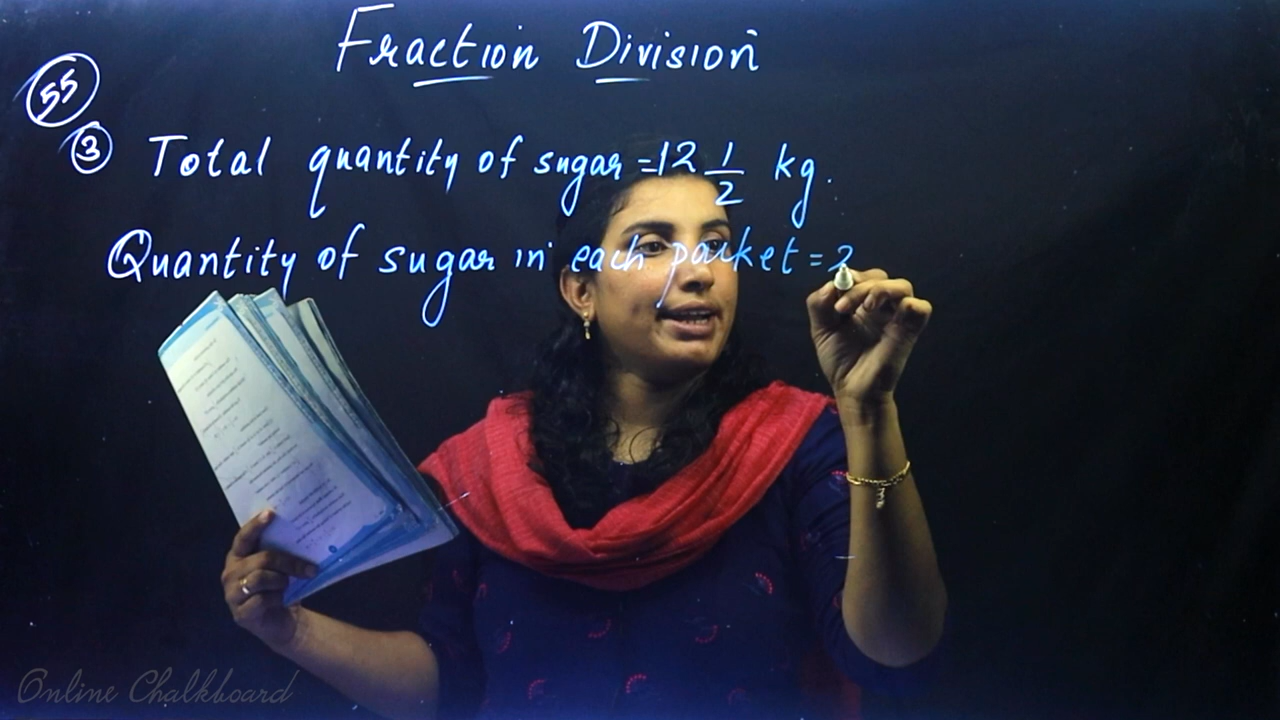 Fraction Division
55
3 Total quantity of sugar = 12 1/2 kg.
Quantity of sugar in each packet = 2
Online Chalkboard